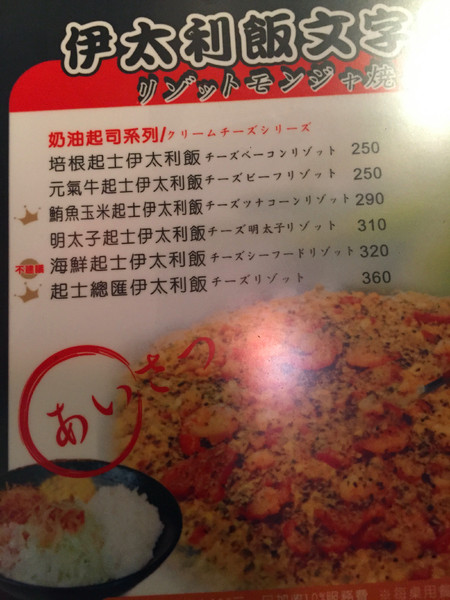 伊太利飯文字
リゾットモンジャ焼
奶油起司系列/クリームチーズシリーズ
培根起士伊太利飯 チーズベーコンリゾット 250
元氣牛起士伊太利飯 チーズビーフリゾット 250
鮪魚玉米起士伊太利飯 チーズツナコーンリゾット 290
明太子起士伊太利飯 チーズ明太子リゾット 310
海鮮起士伊太利飯 チーズシーフードリゾット 320
起士總匯伊太利飯 チーズリゾット 360
あいさつ